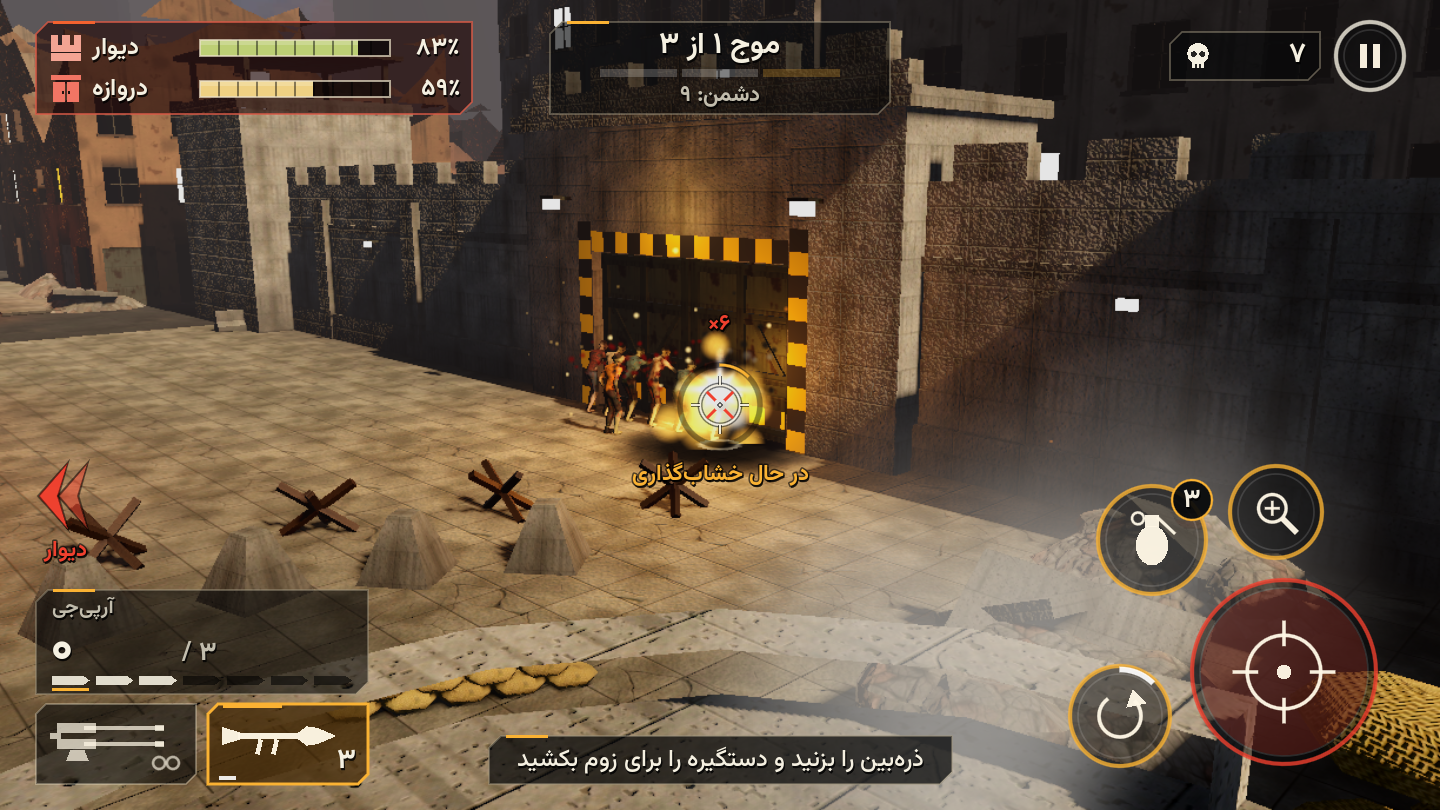 دیوار ۸۳٪
دروازه ۵۹٪
موج ۱ از ۳
دشمن: ۹
۷
×۶
در حال خشاب‌گذاری
دیوار
۳
آرپی‌جی
۰ / ۳
∞
۳
ذره‌بین را بزنید و دستگیره را برای زوم بکشید